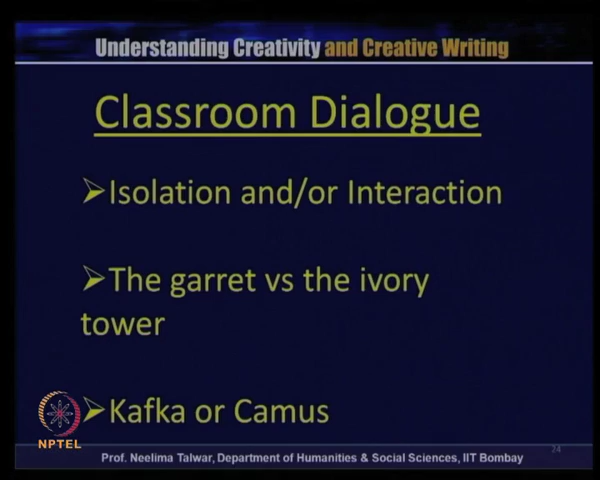 Understanding Creativity and Creative Writing
Classroom Dialogue
➢Isolation and/or Interaction
➢The garret vs the ivory
tower
➢Kafka or Camus
NPTEL
24
Prof. Neelima Talwar, Department of Humanities & Social Sciences, IIT Bombay